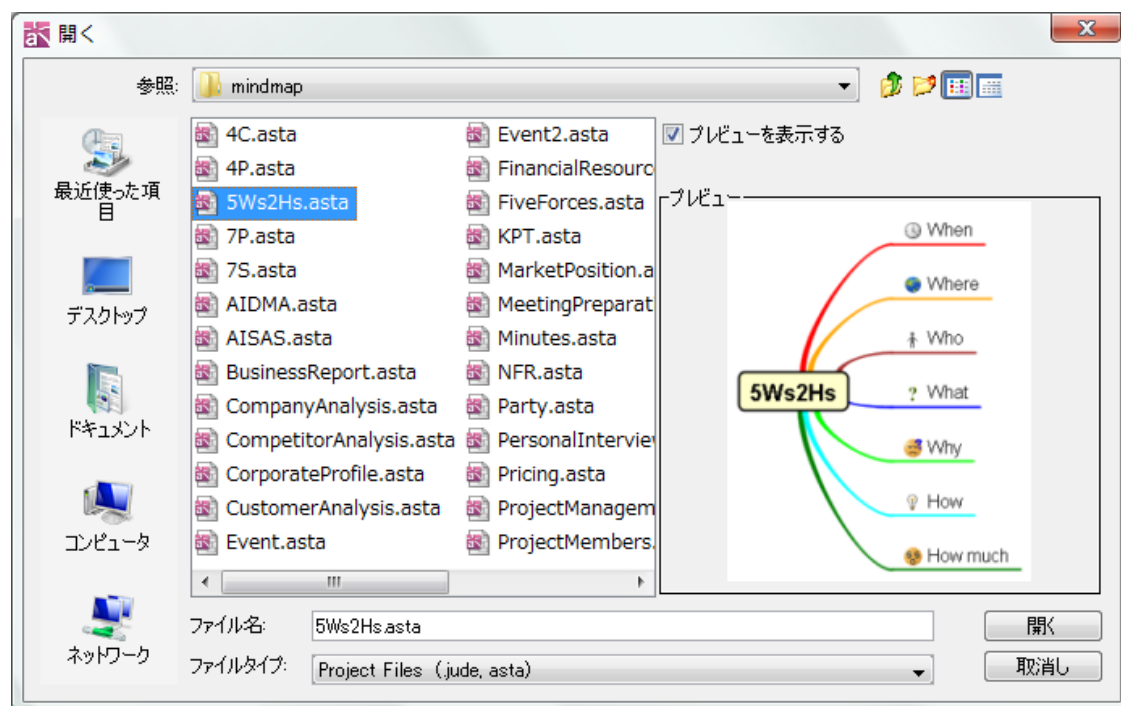 開く
参照:
mindmap
最近使った項
目
デスクトップ
ドキュメント
コンピュータ
ネットワーク
4C.asta
4P.asta
5Ws2Hs.asta
7P.asta
7S.asta
AIDMA.asta
AISAS.asta
BusinessReport.asta
CompanyAnalysis.asta
CompetitorAnalysis.asta
CorporateProfile.asta
CustomerAnalysis.asta
Event.asta
Event2.asta
FinancialResourc
FiveForces.asta
KPT.asta
MarketPosition.a
MeetingPreparat
Minutes.asta
NFR.asta
Party.asta
PersonalIntervie
Pricing.asta
ProjectManagem
ProjectMembers.
プレビューを表示する
プレビュー
When
Where
Who
5Ws2Hs
What
Why
How
How much
ファイル名:
5Ws2Hs.asta
開く
ファイルタイプ:
Project Files (.jude, .asta)
取消し